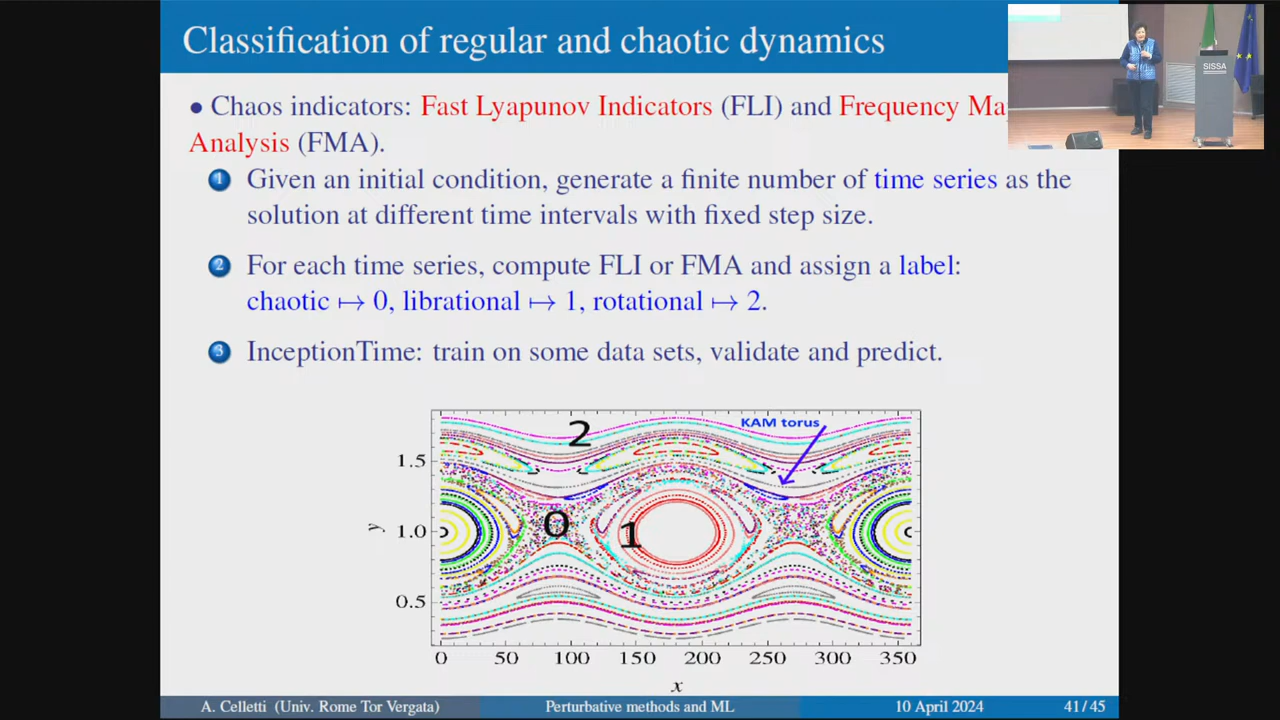 Classification of regular and chaotic dynamics
SISSA
• Chaos indicators: Fast Lyapunov Indicators (FLI) and Frequency Ma
Analysis (FMA).
1 Given an initial condition, generate a finite number of time series as the
solution at different time intervals with fixed step size.
2 For each time series, compute FLI or FMA and assign a label:
chaotic ↦ 0, librational ↦ 1, rotational ↦ 2.
3 InceptionTime: train on some data sets, validate and predict.
KAM torus
2
1.5
0
1
y
1.0
0.5
0 50 100 150 200 250 300 350
x
A. Celletti (Univ. Rome Tor Vergata) Perturbative methods and ML 10 April 2024 41 / 45